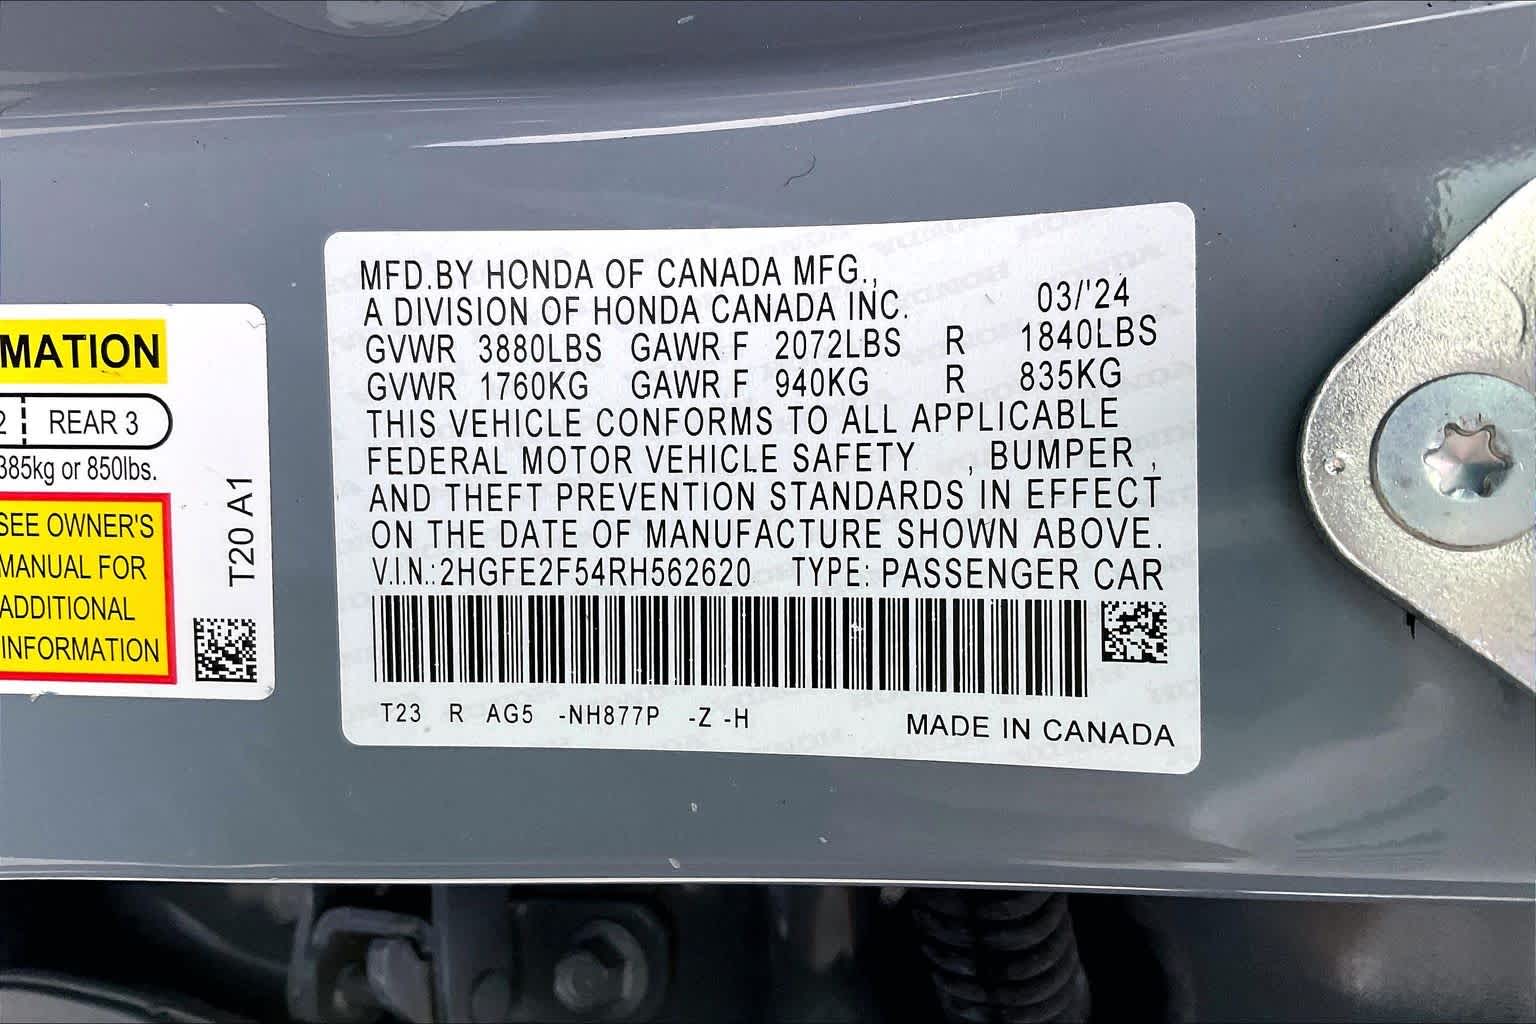 MATION
2 REAR 3
385kg or 850lbs.
SEE OWNER'S
MANUAL FOR
ADDITIONAL
INFORMATION
T20 A1
MFD.BY HONDA OF CANADA MFG.,
A DIVISION OF HONDA CANADA INC. 03/'24
GVWR 3880LBS GAWR F 2072LBS R 1840LBS
GVWR 1760KG GAWR F 940KG R 835KG
THIS VEHICLE CONFORMS TO ALL APPLICABLE
FEDERAL MOTOR VEHICLE SAFETY , BUMPER ,
AND THEFT PREVENTION STANDARDS IN EFFECT
ON THE DATE OF MANUFACTURE SHOWN ABOVE.
V.I.N.:2HGFE2F54RH562620 TYPE: PASSENGER CAR
T23 R AG5 -NH877P -Z -H MADE IN CANADA